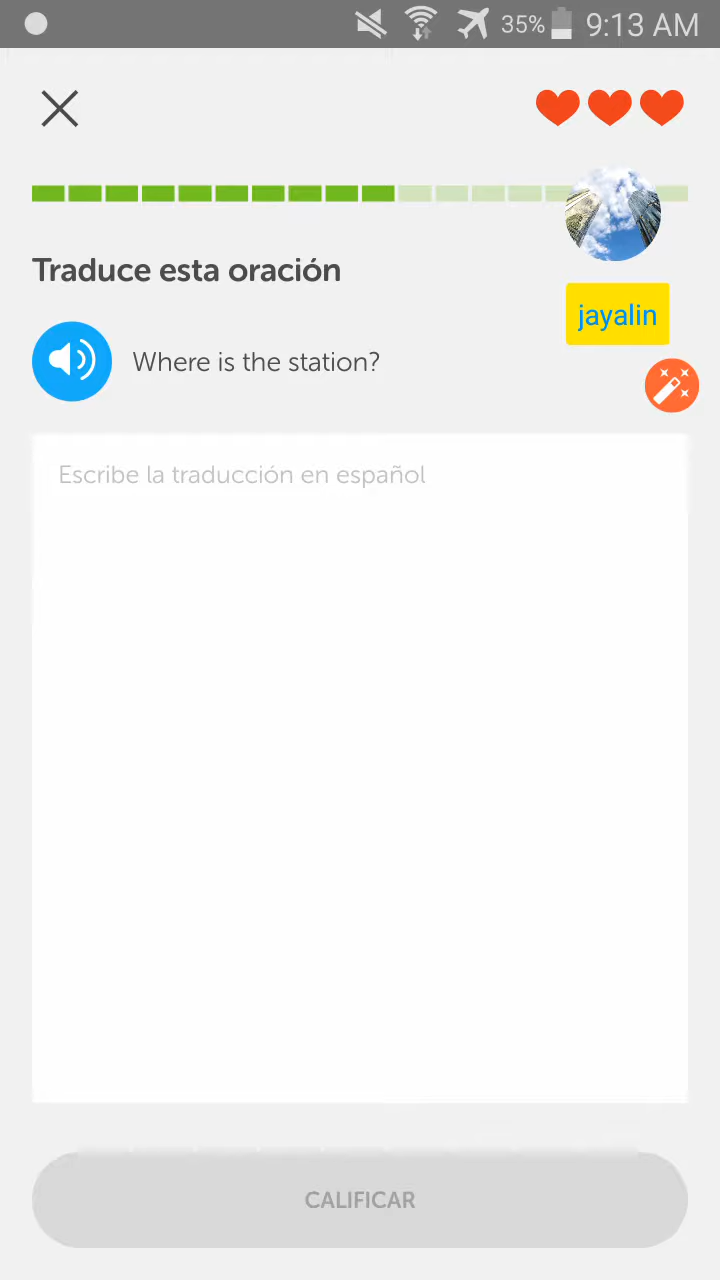 35% 9:13 AM
Traduce esta oración
jayalin
Where is the station?
Escribe la traducción en español
CALIFICAR